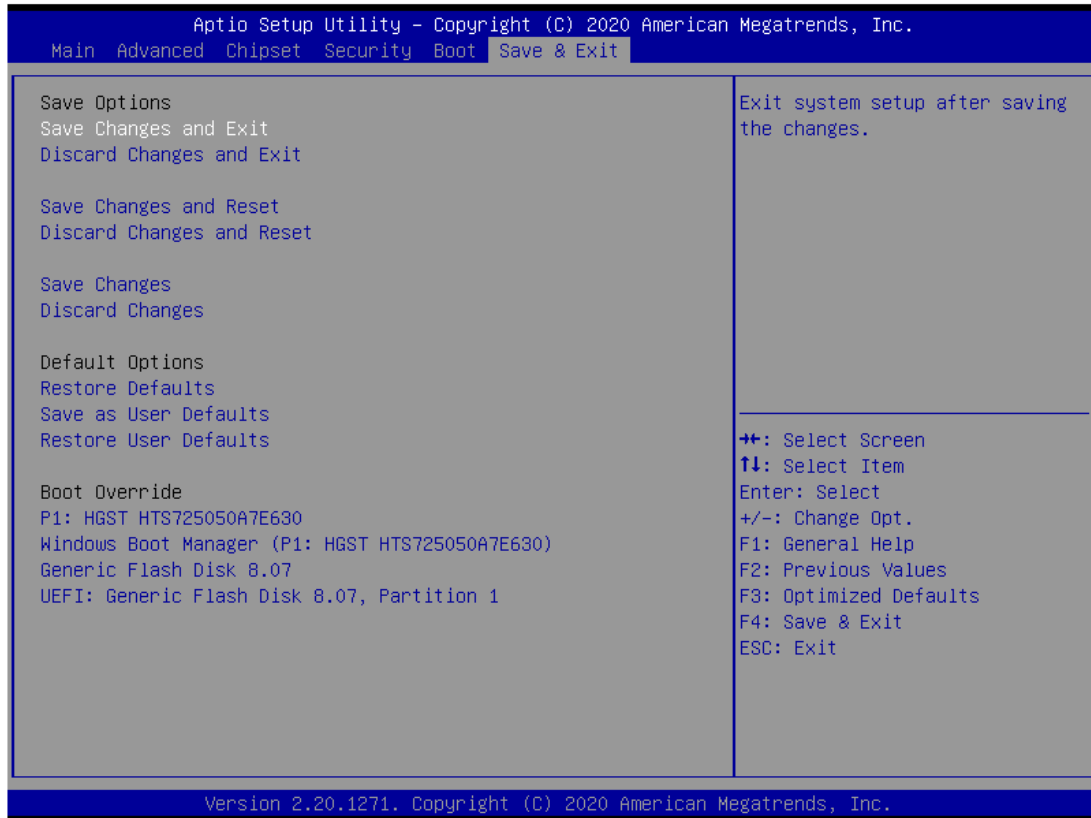 Aptio Setup Utility – Copyright (C) 2020 American Megatrends, Inc.
Main Advanced Chipset Security Boot Save & Exit
Save Options
Save Changes and Exit
Discard Changes and Exit
Save Changes and Reset
Discard Changes and Reset
Save Changes
Discard Changes
Default Options
Restore Defaults
Save as User Defaults
Restore User Defaults
Boot Override
P1: HGST HTS725050A7E630
Windows Boot Manager (P1: HGST HTS725050A7E630)
Generic Flash Disk 8.07
UEFI: Generic Flash Disk 8.07, Partition 1
Exit system setup after saving
the changes.
→←: Select Screen
↑↓: Select Item
Enter: Select
+/-: Change Opt.
F1: General Help
F2: Previous Values
F3: Optimized Defaults
F4: Save & Exit
ESC: Exit
Version 2.20.1271. Copyright (C) 2020 American Megatrends, Inc.